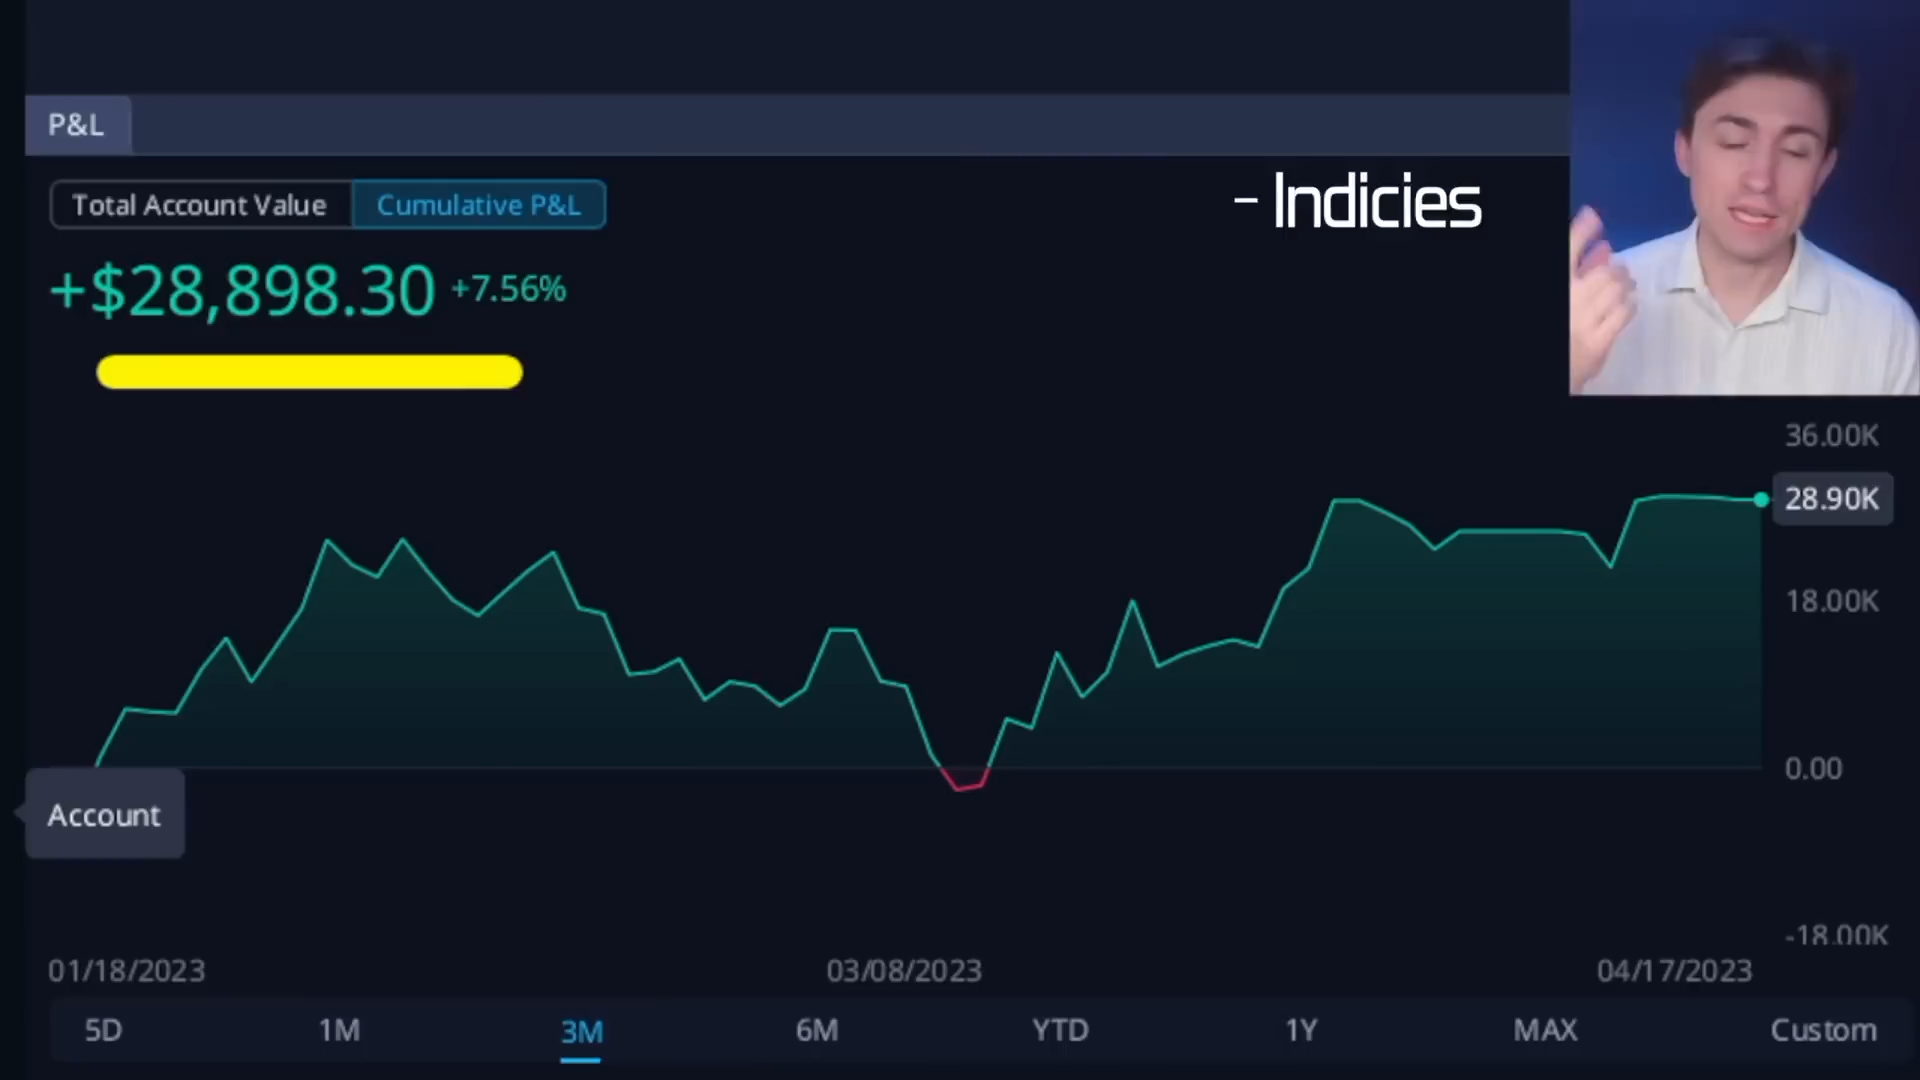 P&L
- Indicies
Total Account Value
Cumulative P&L
+$28,898.30 +7.56%
36.00K
28.90K
18.00K
0.00
-18.00K
Account
01/18/2023
03/08/2023
04/17/2023
5D
1M
3M
6M
YTD
1Y
MAX
Custom